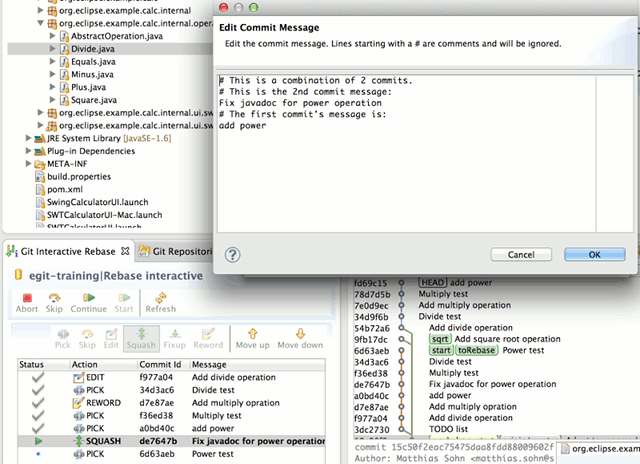 org.eclipse.example.calc.internal
org.eclipse.example.calc.internal.oper
AbstractOperation.java
Divide.java
Equals.java
Minus.java
Plus.java
Square.java
org.eclipse.example.calc.internal.ui.sw
org.eclipse.example.calc.internal.ui.sw
JRE System Library [JavaSE-1.6]
Plug-in Dependencies
META-INF
build.properties
pom.xml
SwingCalculatorUI.launch
SWTCalculatorUI-Mac.launch
SWTCalculatorUI.launch
Edit Commit Message
Edit the commit message. Lines starting with a # are comments and will be ignored.
# This is a combination of 2 commits.
# This is the 2nd commit message:
Fix javadoc for power operation
# The first commit's message is:
add power
Cancel
OK
Git Interactive Rebase
Git Repositori
egit-training|Rebase interactive
Abort
Skip
Continue
Start
Refresh
Pick
Skip
Edit
Squash
Fixup
Reword
Move up
Move down
Status Action Commit Id Message
EDIT f977a04 Add divide operation
PICK 34d3ac6 Divide test
REWORD d7e87ae Add multiply opration
PICK f36ed38 Multiply test
PICK a0bd40c add power
SQUASH de7647b Fix javadoc for power operation
PICK 6d63aeb Power test
fd69c15 HEAD add power
78d7d5b Multiply test
7e0d9ec Add multiply operation
34d9f6b Divide test
54b72a6 Add divide operation
9fb17dc sqrt Add square root operation
6d63aeb start toRebase Power test
34d3ac6 Divide test
f36ed38 Multiply test
de7647b Fix javadoc for power operation
a0bd40c add power
d7e87ae Add multiply opration
f977a04 Add divide operation
3dc2730 TODO list
commit 15c50f2eac75475daa8fdd88009602f
Author: Matthias Sohn <matthias.sohn@s
org.eclipse.exam